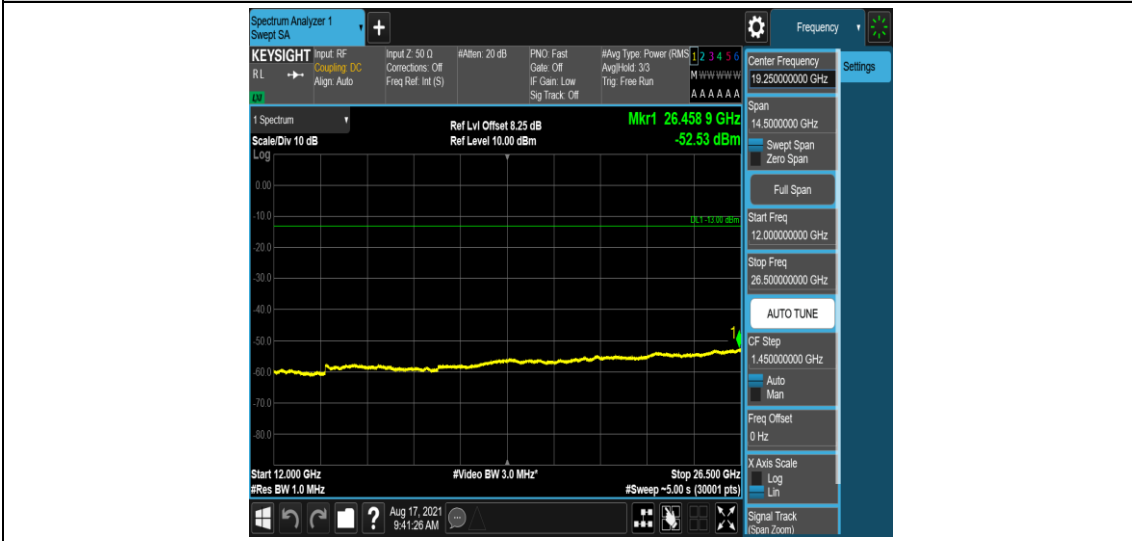 Spectrum Analyzer 1
Swept SA
+
Frequency
KEYSIGHT
RL
Input: RF
Coupling: DC
Align: Auto
Input Z: 50 Ω
Corrections: Off
Freq Ref: Int (S)
#Atten: 20 dB
PNO: Fast
Gate: Off
IF Gain: Low
Sig Track: Off
#Avg Type: Power (RMS
Avg|Hold: 3/3
Trig: Free Run
1 2 3 4 5 6
M W W W W W
A A A A A A
1 Spectrum
Scale/Div 10 dB
Log
Ref Lvl Offset 8.25 dB
Ref Level 10.00 dBm
Mkr1 26.458 9 GHz
-52.53 dBm
0.00
-10.0
DL1 -13.00 dBm
-20.0
-30.0
-40.0
1
-50.0
-60.0
-70.0
-80.0
Start 12.000 GHz
#Res BW 1.0 MHz
#Video BW 3.0 MHz*
Stop 26.500 GHz
#Sweep ~5.00 s (30001 pts)
Aug 17, 2021
9:41:26 AM
Center Frequency
19.250000000 GHz
Settings
Span
14.5000000 GHz
Swept Span
Zero Span
Full Span
Start Freq
12.000000000 GHz
Stop Freq
26.500000000 GHz
AUTO TUNE
CF Step
1.450000000 GHz
Auto
Man
Freq Offset
0 Hz
X Axis Scale
Log
Lin
Signal Track
(Span Zoom)